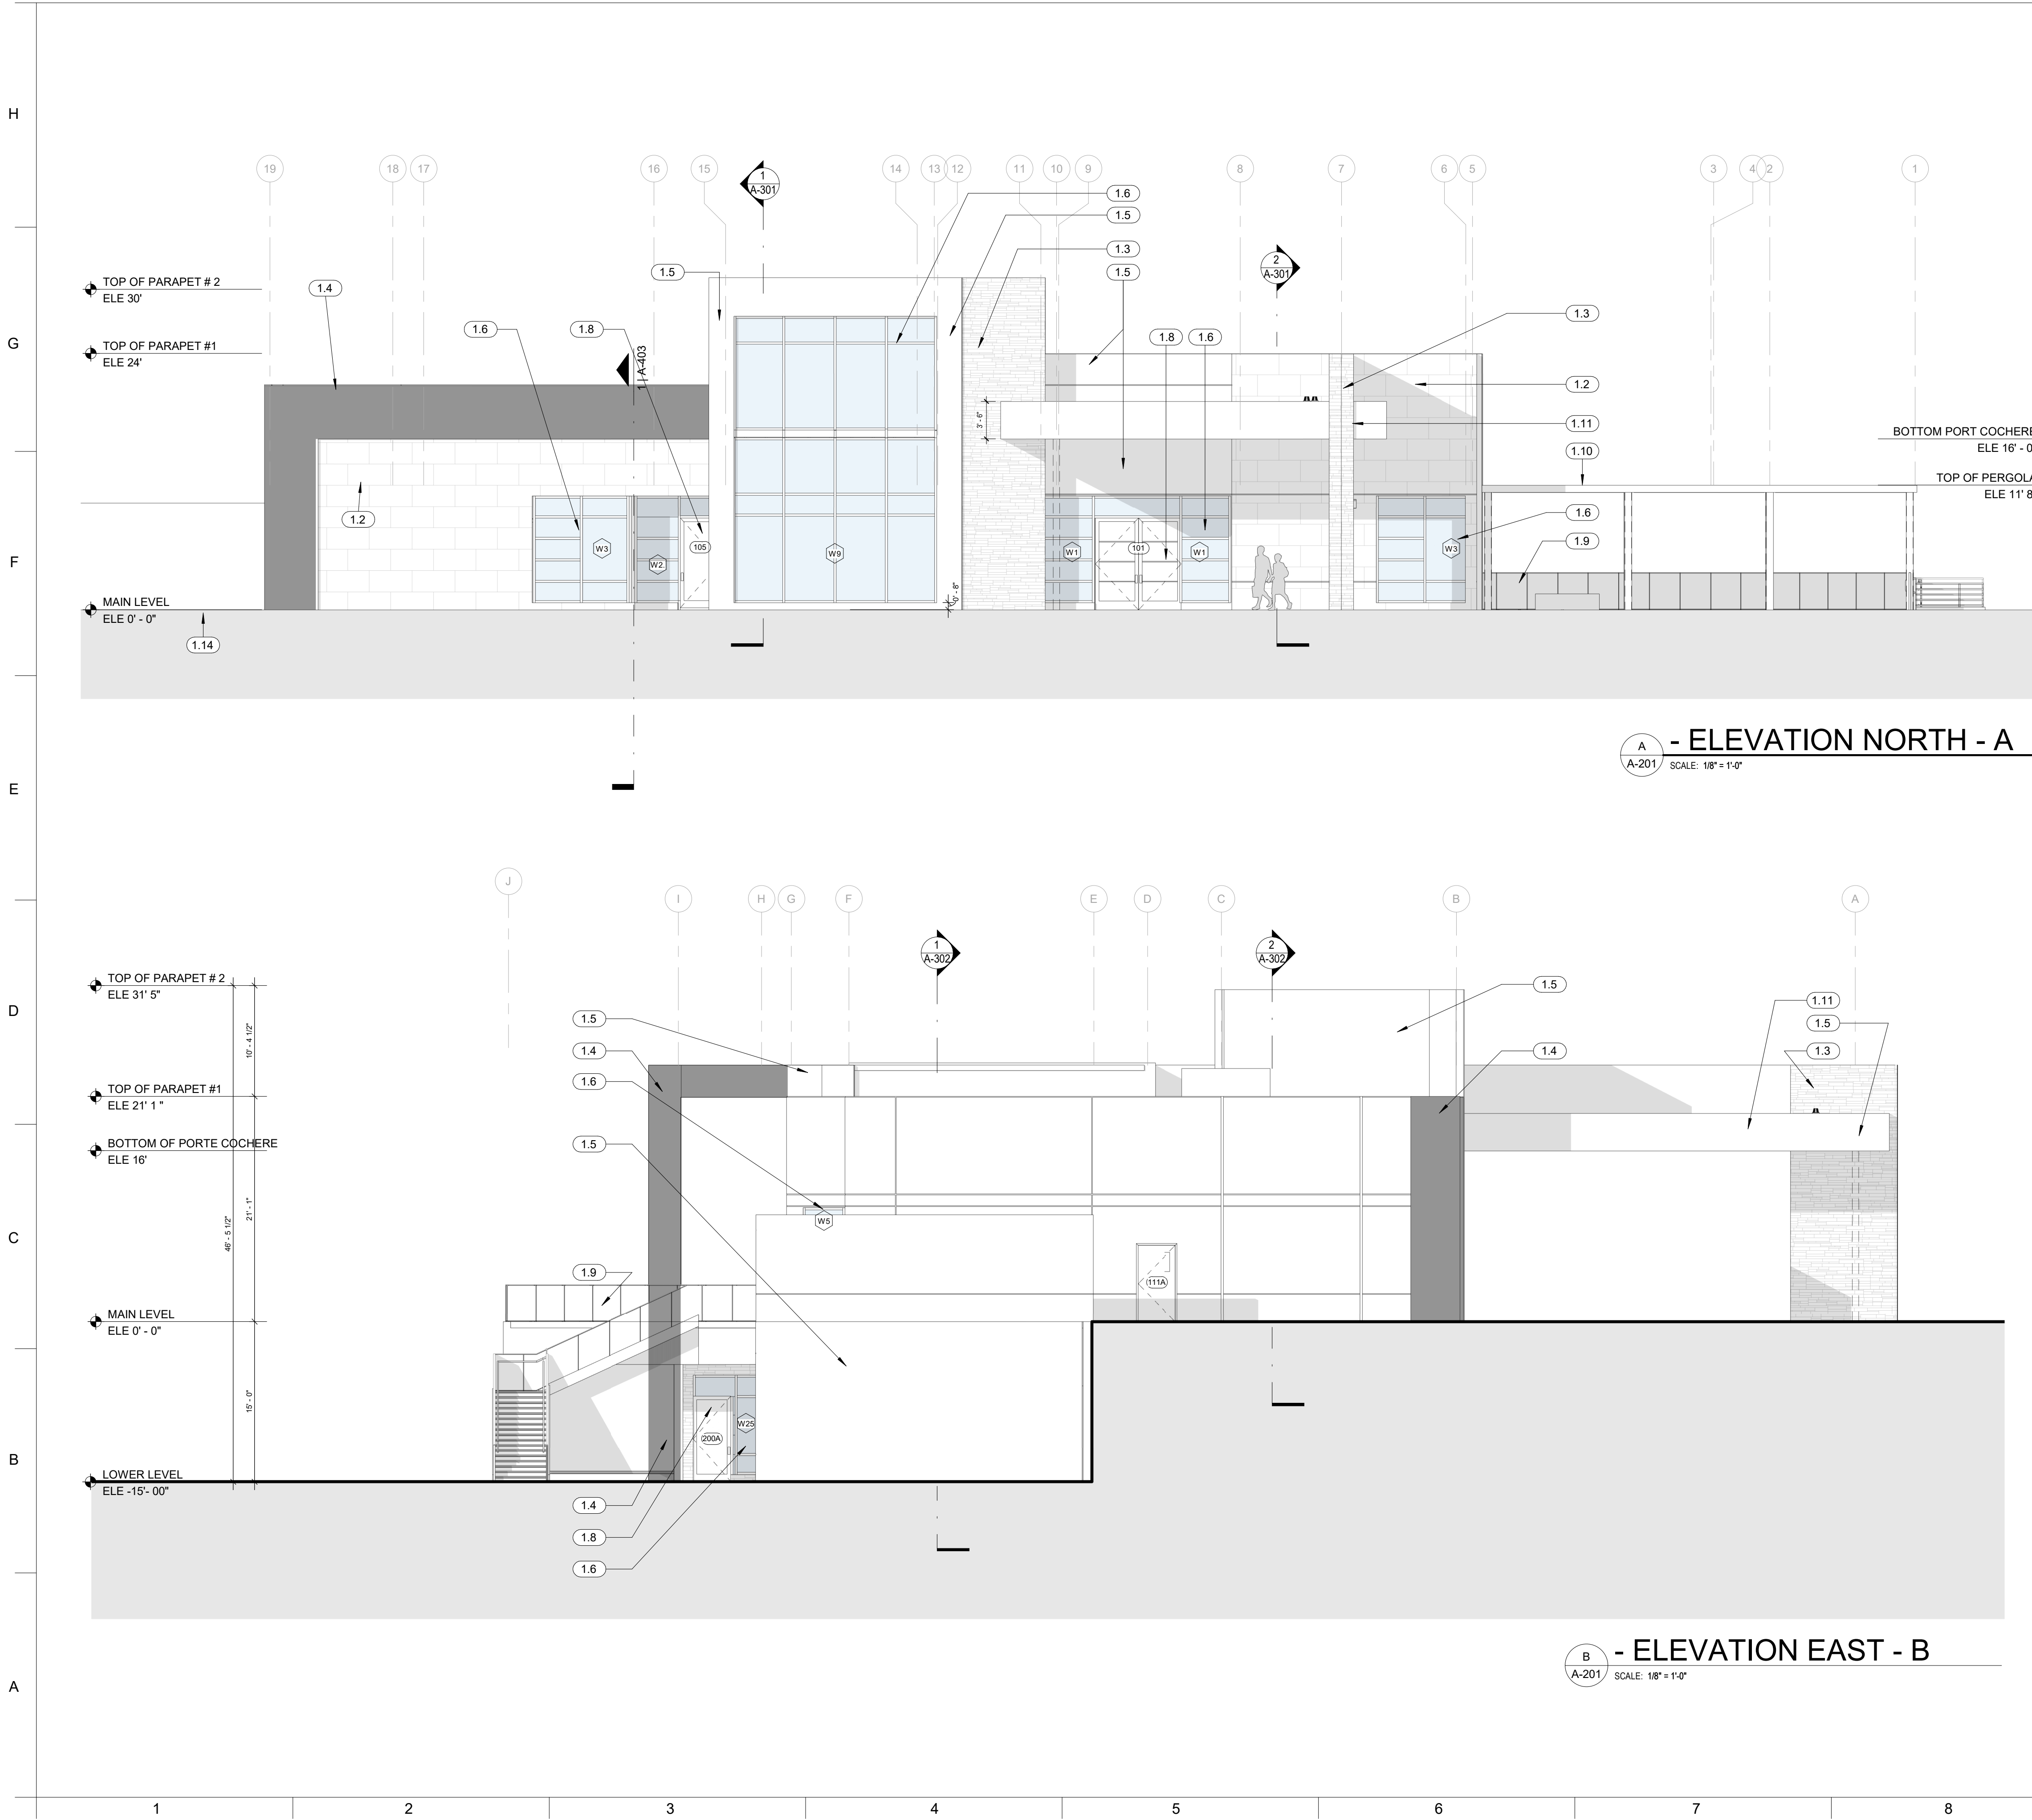 H
19
18
17
16
15
1
A-301
14
13
12
11
10
9
8
7
6
5
3
4
2
1
1.6
1.5
1.3
1.5
2
A-301
1.5
TOP OF PARAPET # 2
ELE 30'
1.4
1.6
1.8
1 | A-403
1.8
1.6
1.3
G
TOP OF PARAPET #1
ELE 24'
1.2
3' - 6"
1.11
BOTTOM PORT COCHERE
ELE 16' - 0
1.10
TOP OF PERGOLA
ELE 11' 8
1.2
1.6
1.9
W3
W2
105
W9
W1
101
W1
W3
F
0' - 8"
MAIN LEVEL
ELE 0' - 0"
1.14
A
A-201
- ELEVATION NORTH - A
SCALE: 1/8" = 1'-0"
E
J
I
H
G
F
E
D
C
B
A
1
A-302
2
A-302
TOP OF PARAPET # 2
ELE 31' 5"
D
1.5
1.5
1.11
1.5
1.4
1.4
1.3
10' - 4 1/2"
1.6
TOP OF PARAPET #1
ELE 21' 1 "
1.5
BOTTOM OF PORTE COCHERE
ELE 16'
21' - 1"
46' - 5 1/2"
W5
C
1.9
111A
MAIN LEVEL
ELE 0' - 0"
15' - 0"
W25
200A
B
LOWER LEVEL
ELE -15'- 00"
1.4
1.8
1.6
B
A-201
- ELEVATION EAST - B
SCALE: 1/8" = 1'-0"
A
1
2
3
4
5
6
7
8